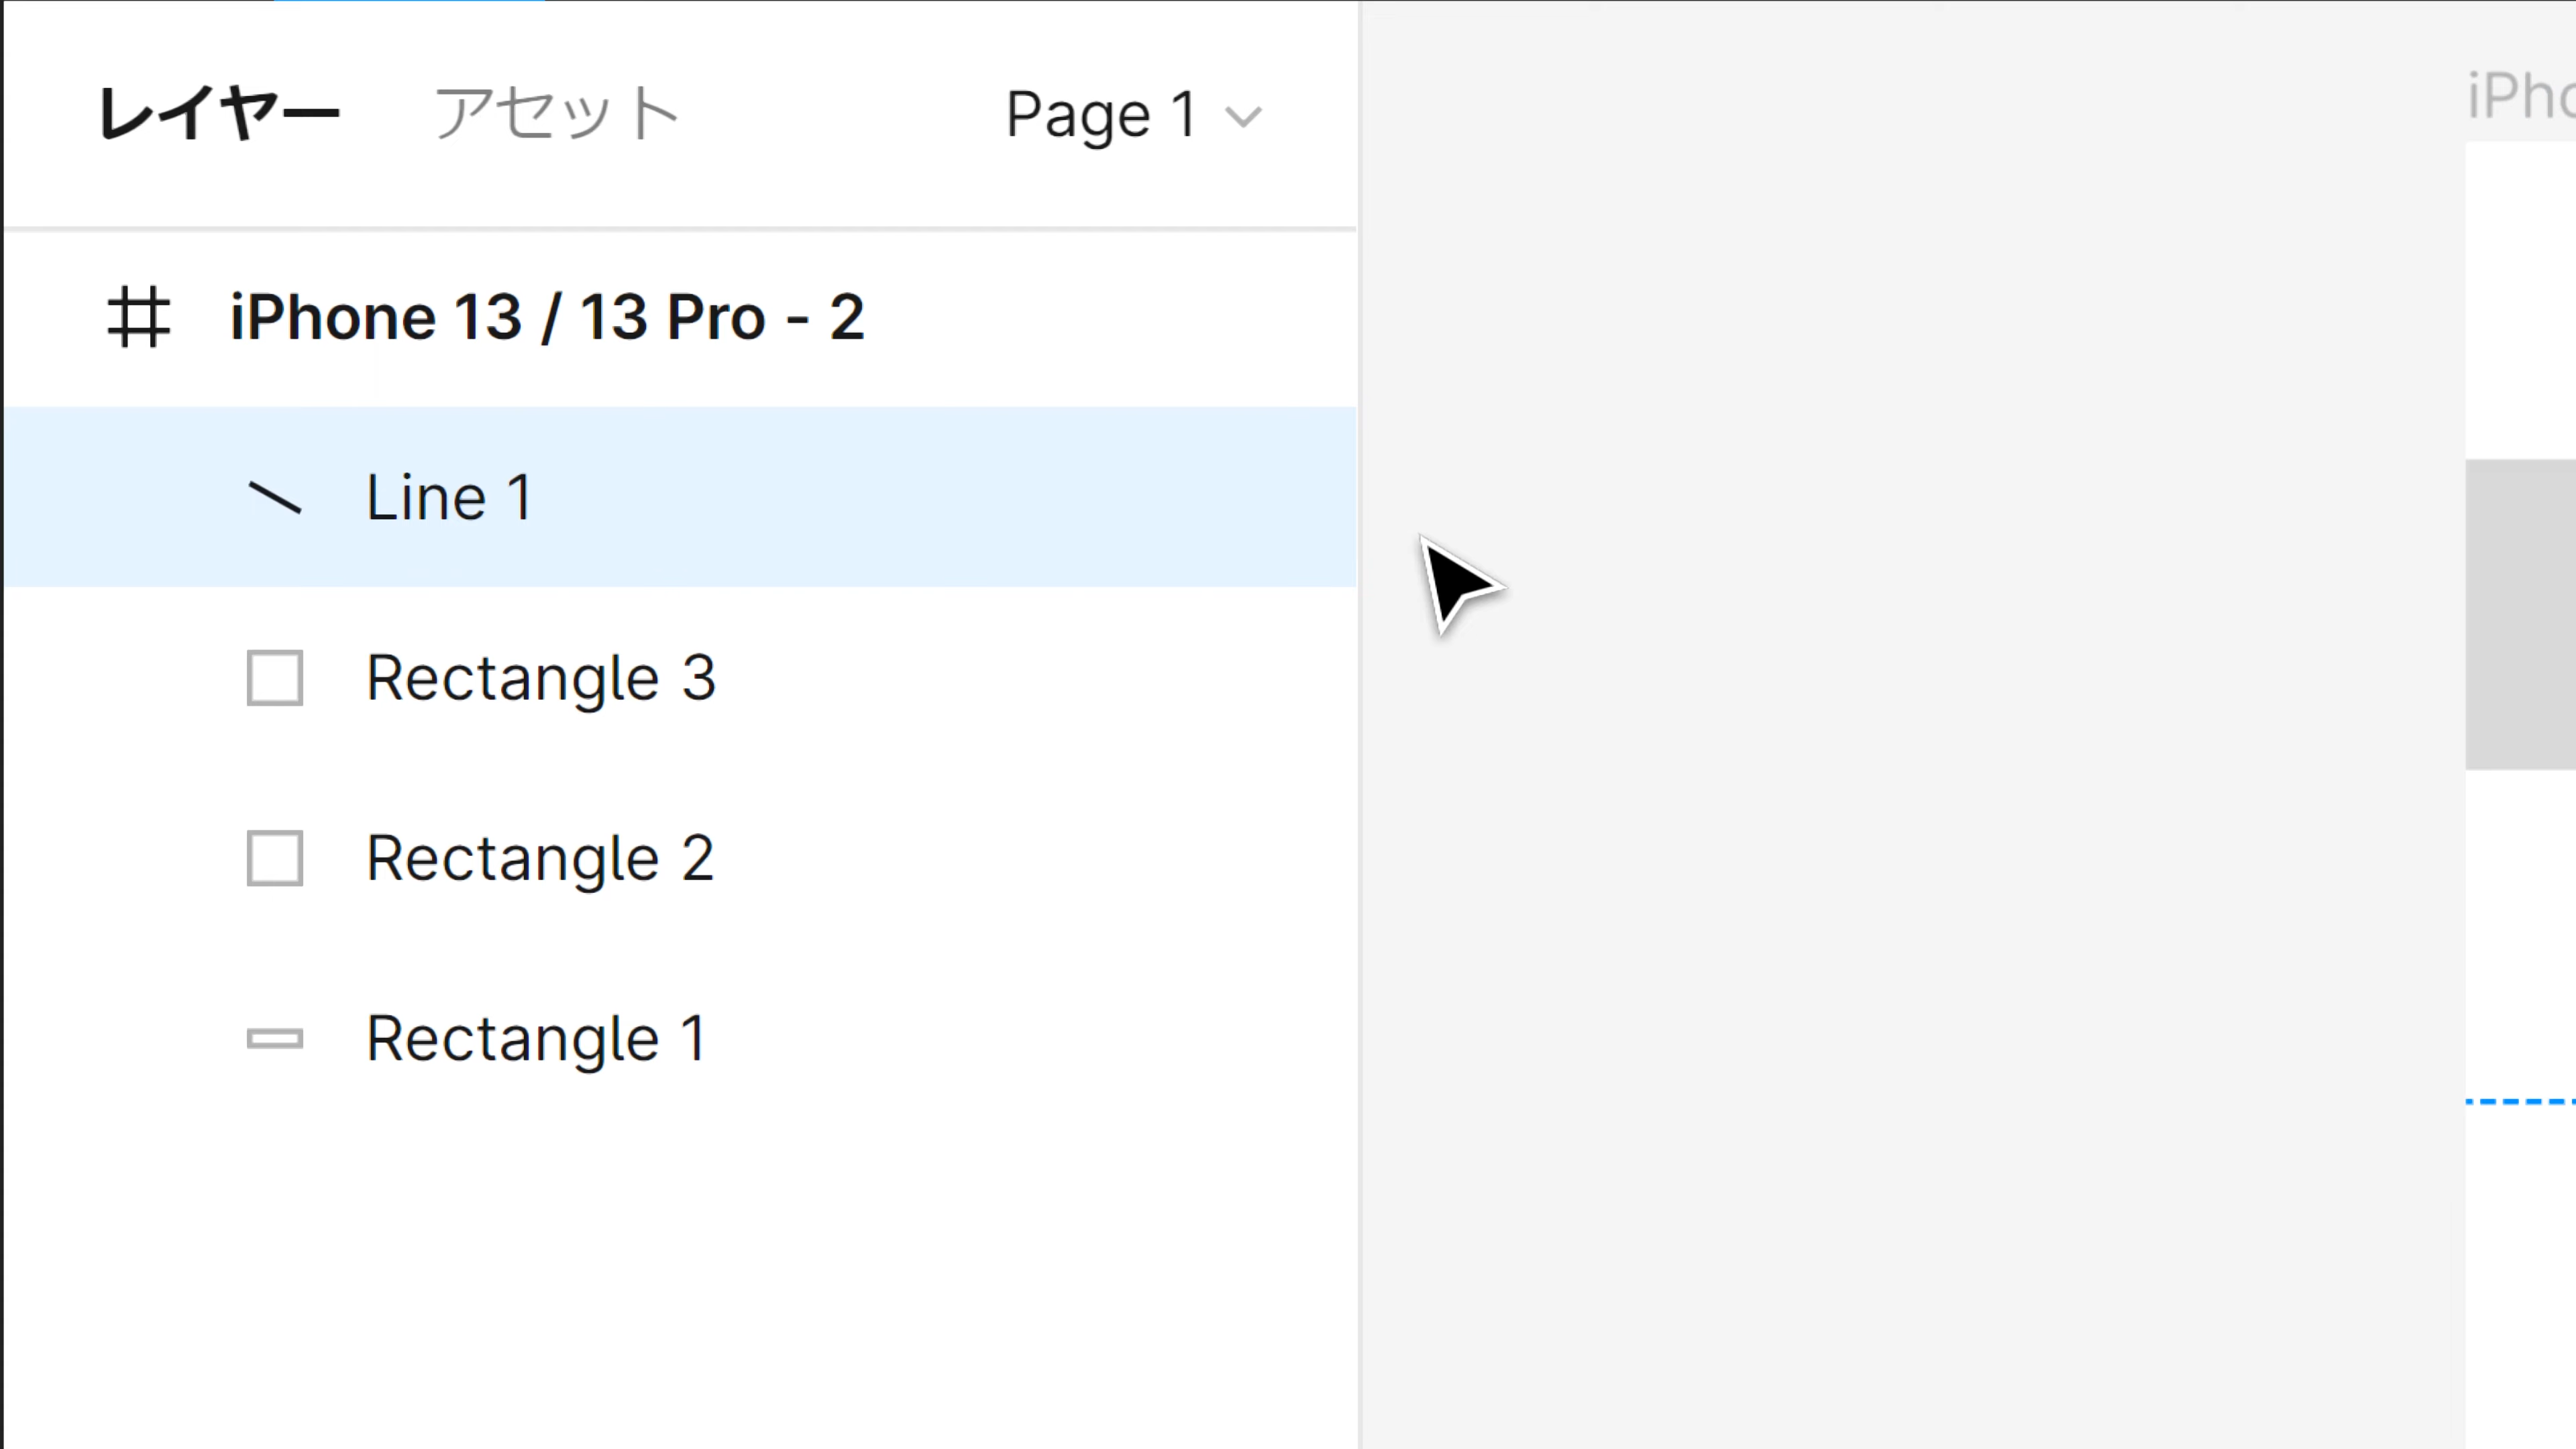 レイヤー アセット Page 1
iPho
iPhone 13 / 13 Pro - 2
Line 1
Rectangle 3
Rectangle 2
Rectangle 1